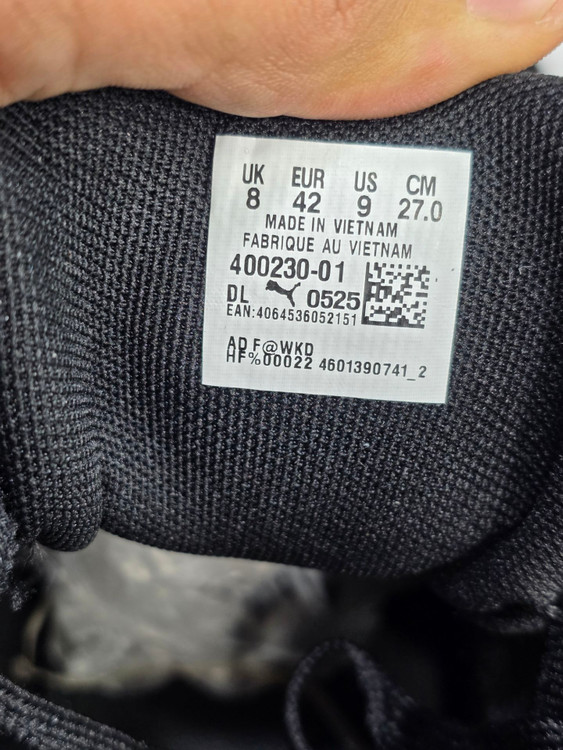 UK EUR US CM
8 42 9 27.0
MADE IN VIETNAM
FABRIQUE AU VIETNAM
400230-01
DL 0525
EAN:4064536052151
AD F@WKD
HF%00022 4601390741_2